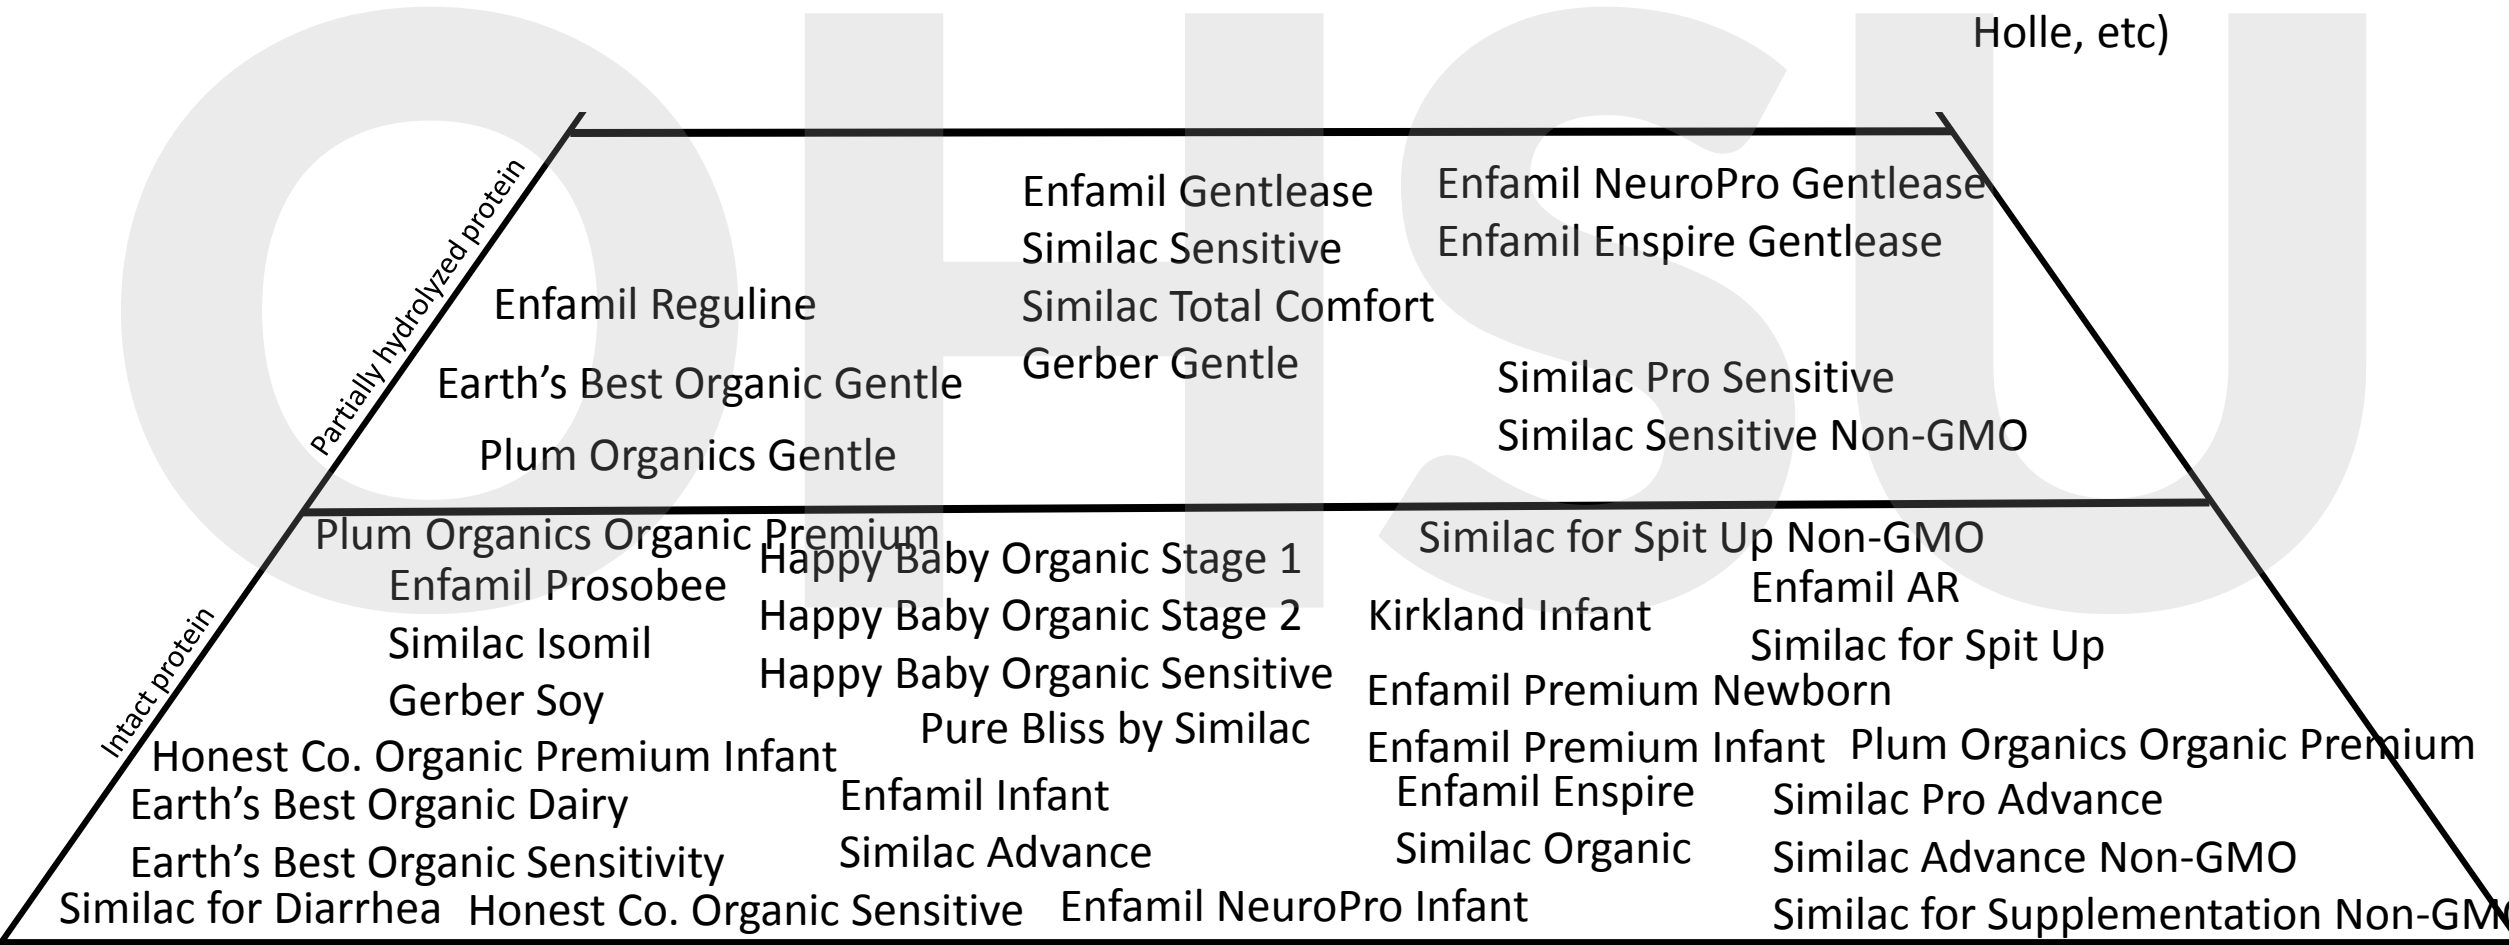 OHSU
Holle, etc)
Partially hydrolyzed protein
Enfamil Reguline
Earth's Best Organic Gentle
Plum Organics Gentle
Enfamil Gentlease
Similac Sensitive
Similac Total Comfort
Gerber Gentle
Enfamil NeuroPro Gentlease
Enfamil Enspire Gentlease
Similac Pro Sensitive
Similac Sensitive Non-GMO
Intact protein
Plum Organics Organic Premium
Enfamil Prosobee
Similac Isomil
Gerber Soy
Happy Baby Organic Stage 1
Happy Baby Organic Stage 2
Happy Baby Organic Sensitive
Pure Bliss by Similac
Similac for Spit Up Non-GMO
Enfamil AR
Similac for Spit Up
Kirkland Infant
Enfamil Premium Newborn
Enfamil Premium Infant
Plum Organics Organic Premium
Honest Co. Organic Premium Infant
Earth's Best Organic Dairy
Earth's Best Organic Sensitivity
Enfamil Infant
Similac Advance
Enfamil Enspire
Similac Organic
Similac Pro Advance
Similac Advance Non-GMO
Similac for Supplementation Non-GMO
Similac for Diarrhea
Honest Co. Organic Sensitive
Enfamil NeuroPro Infant